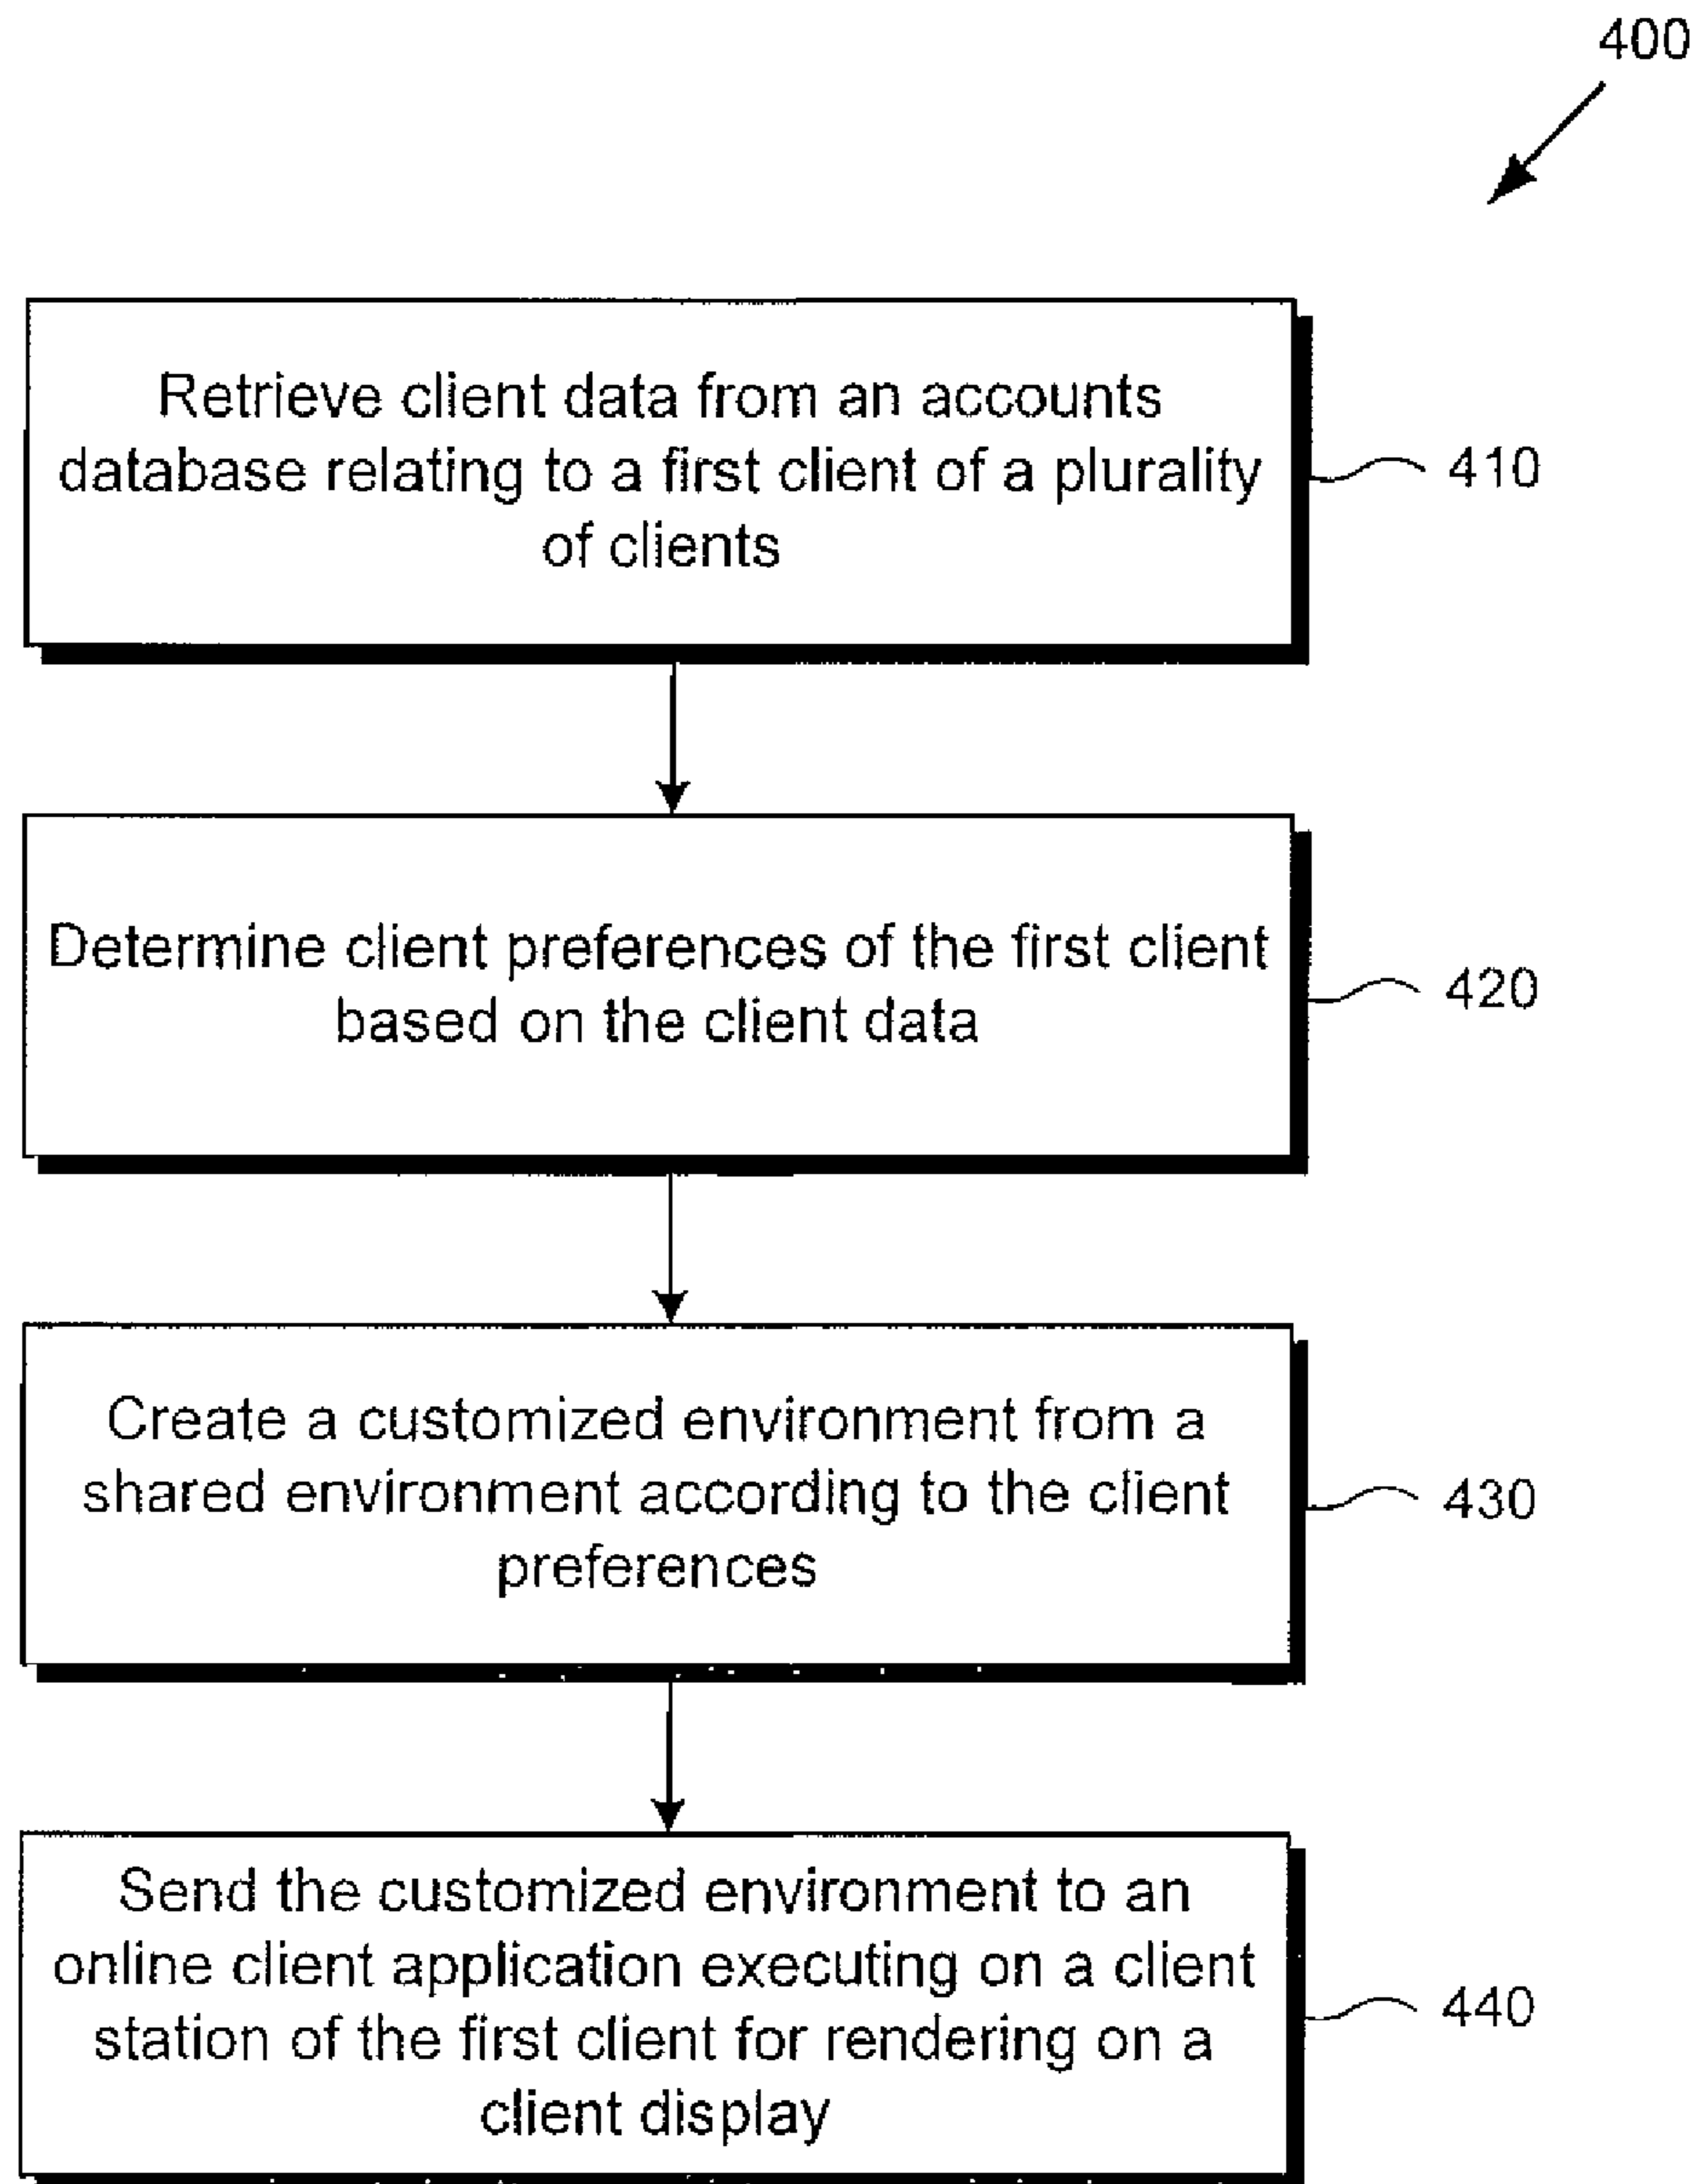 400
Retrieve client data from an accounts
database relating to a first client of a plurality
of clients
410
Determine client preferences of the first client
based on the client data
420
Create a customized environment from a
shared environment according to the client
preferences
430
Send the customized environment to an
online client application executing on a client
station of the first client for rendering on a
client display
440